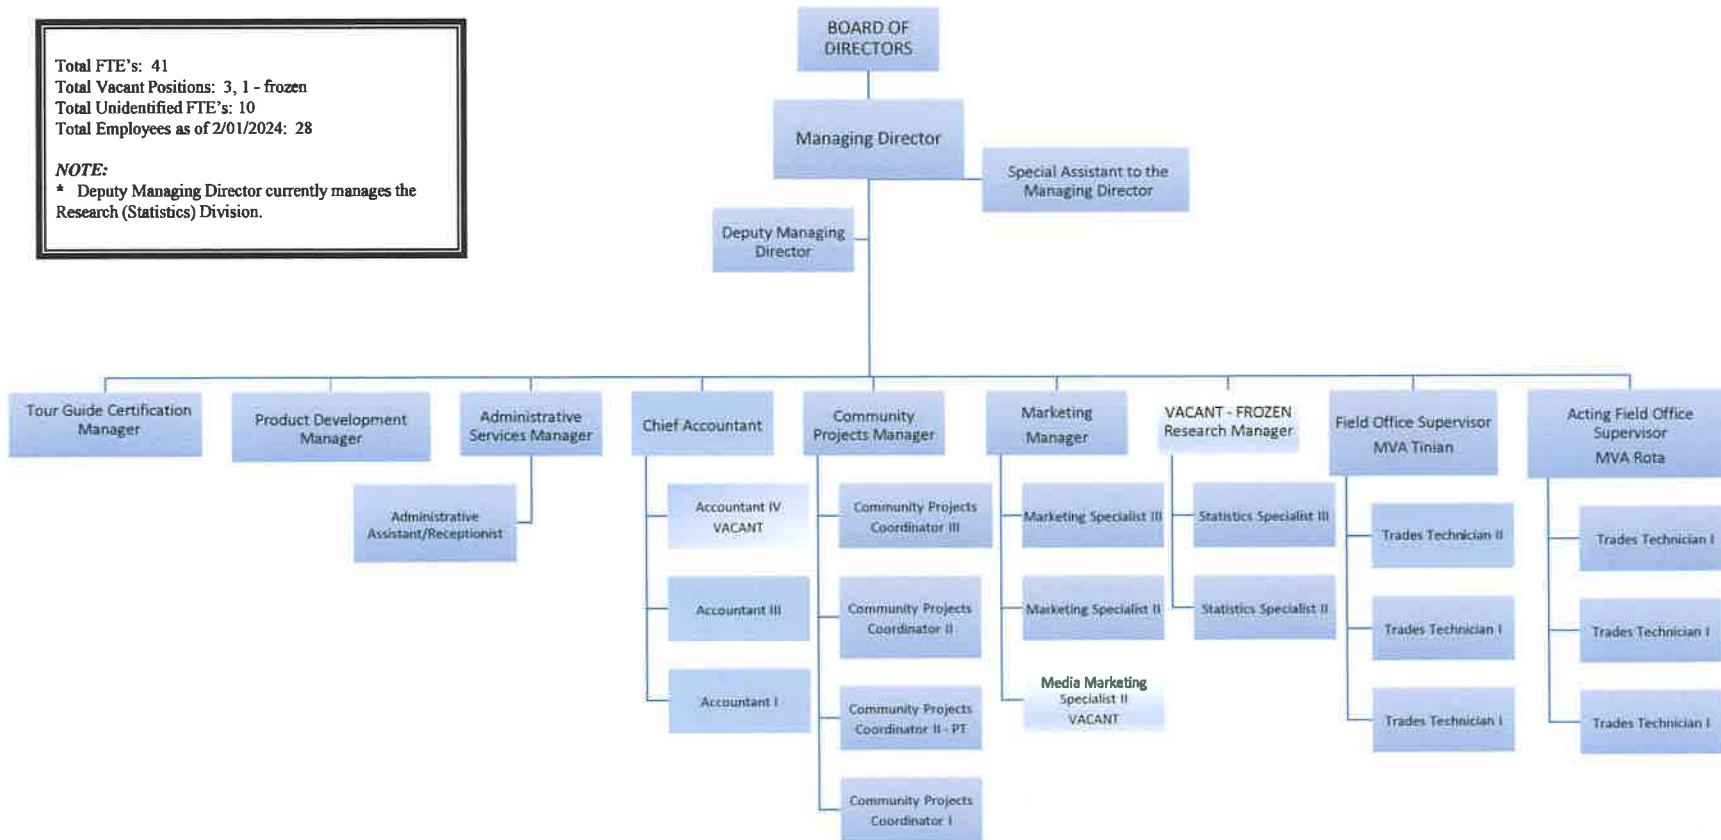 Total FTE's: 41
Total Vacant Positions: 3, 1 - frozen
Total Unidentified FTE's: 10
Total Employees as of 2/01/2024: 28
NOTE:
* Deputy Managing Director currently manages the
Research (Statistics) Division.
BOARD OF
DIRECTORS
Managing Director
Special Assistant to the
Managing Director
Deputy Managing
Director
Tour Guide Certification
Manager
Product Development
Manager
Administrative
Services Manager
Administrative
Assistant/Receptionist
Chief Accountant
Accountant IV
VACANT
Accountant III
Accountant I
Community
Projects Manager
Community Projects
Coordinator III
Community Projects
Coordinator II
Community Projects
Coordinator II - PT
Community Projects
Coordinator I
Marketing
Manager
Marketing Specialist III
Marketing Specialist II
Media Marketing
Specialist II
VACANT
VACANT - FROZEN
Research Manager
Statistics Specialist III
Statistics Specialist II
Field Office Supervisor
MVA Tinian
Trades Technician II
Trades Technician I
Trades Technician I
Acting Field Office
Supervisor
MVA Rota
Trades Technician I
Trades Technician I
Trades Technician I